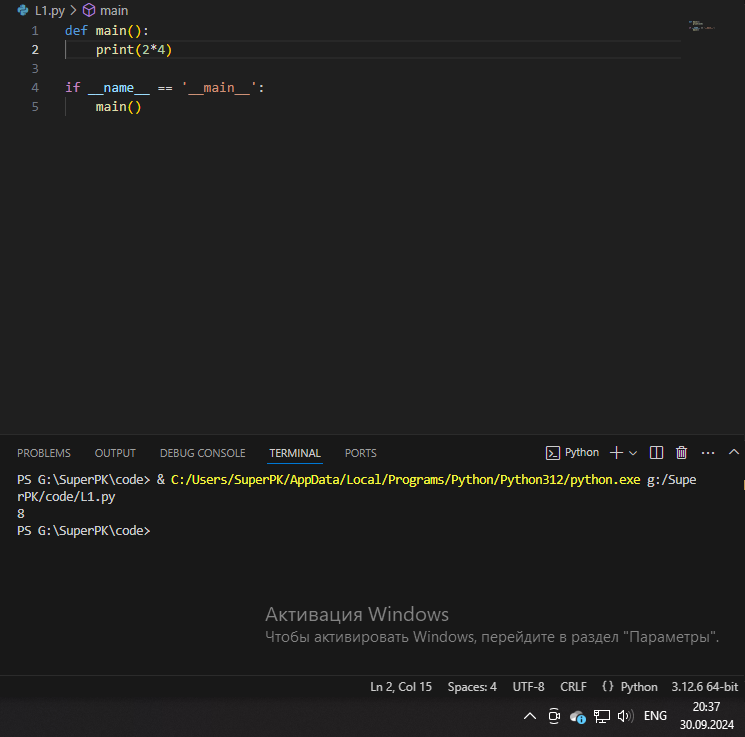 L1.py > main
1 def main():
2     print(2*4)
3
4 if __name__ == '__main__':
5     main()
PROBLEMS OUTPUT DEBUG CONSOLE TERMINAL PORTS Python
PS G:\SuperPK\code> & C:/Users/SuperPK/AppData/Local/Programs/Python/Python312/python.exe g:/Supe
rPK/code/L1.py
8
PS G:\SuperPK\code>
Активация Windows
Чтобы активировать Windows, перейдите в раздел "Параметры".
Ln 2, Col 15 Spaces: 4 UTF-8 CRLF {} Python 3.12.6 64-bit
ENG
20:37
30.09.2024